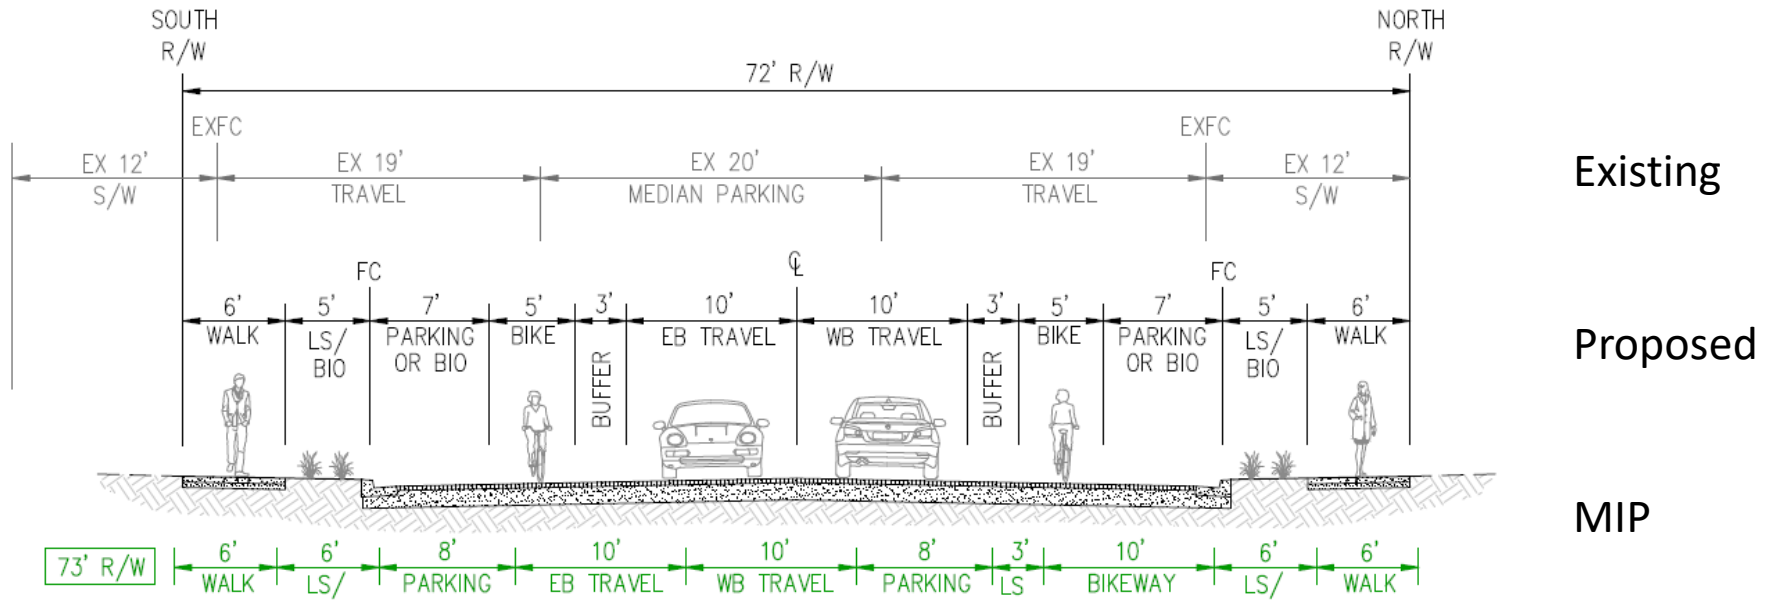 SOUTH
R/W
NORTH
R/W
72' R/W
EXFC
EXFC
EX 12'
S/W
EX 19'
TRAVEL
EX 20'
MEDIAN PARKING
EX 19'
TRAVEL
EX 12'
S/W
Existing
FC
℄
FC
6'
WALK
5'
LS/
BIO
7'
PARKING
OR BIO
5'
BIKE
3'
BUFFER
10'
EB TRAVEL
10'
WB TRAVEL
3'
BUFFER
5'
BIKE
7'
PARKING
OR BIO
5'
LS/
BIO
6'
WALK
Proposed
MIP
73' R/W
6'
WALK
6'
LS/
8'
PARKING
10'
EB TRAVEL
10'
WB TRAVEL
8'
PARKING
3'
LS
10'
BIKEWAY
6'
LS/
6'
WALK